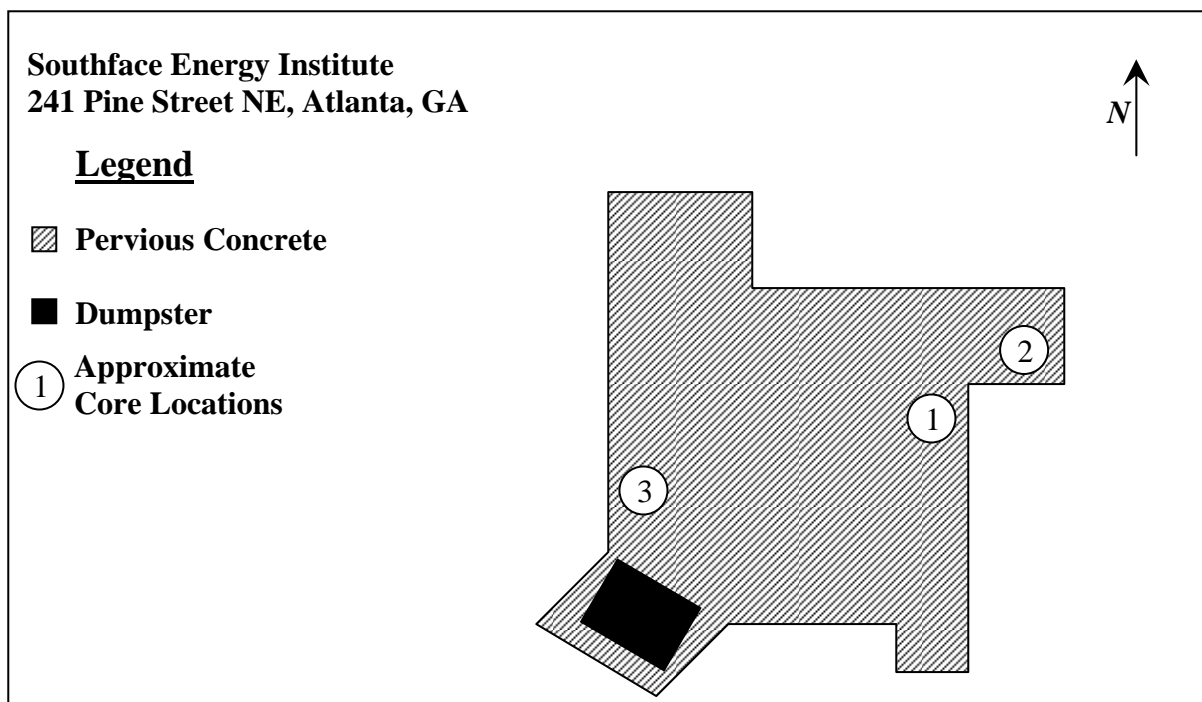 Southface Energy Institute
241 Pine Street NE, Atlanta, GA
N
Legend
Pervious Concrete
Dumpster
1 Approximate
Core Locations
2
1
3